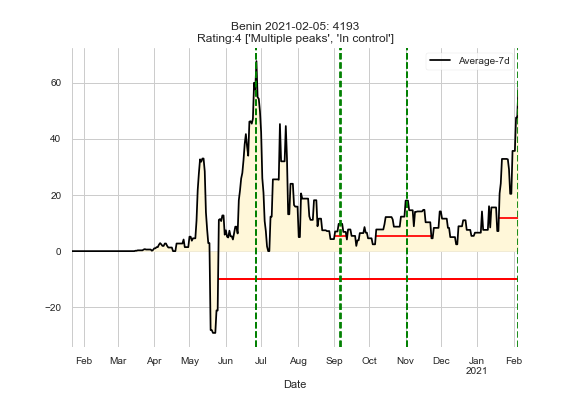 Benin 2021-02-05: 4193
Rating:4 ['Multiple peaks', 'In control']
Average-7d
60
40
20
0
−20
Feb Mar Apr May Jun Jul Aug Sep Oct Nov Dec Jan Feb
2021
Date